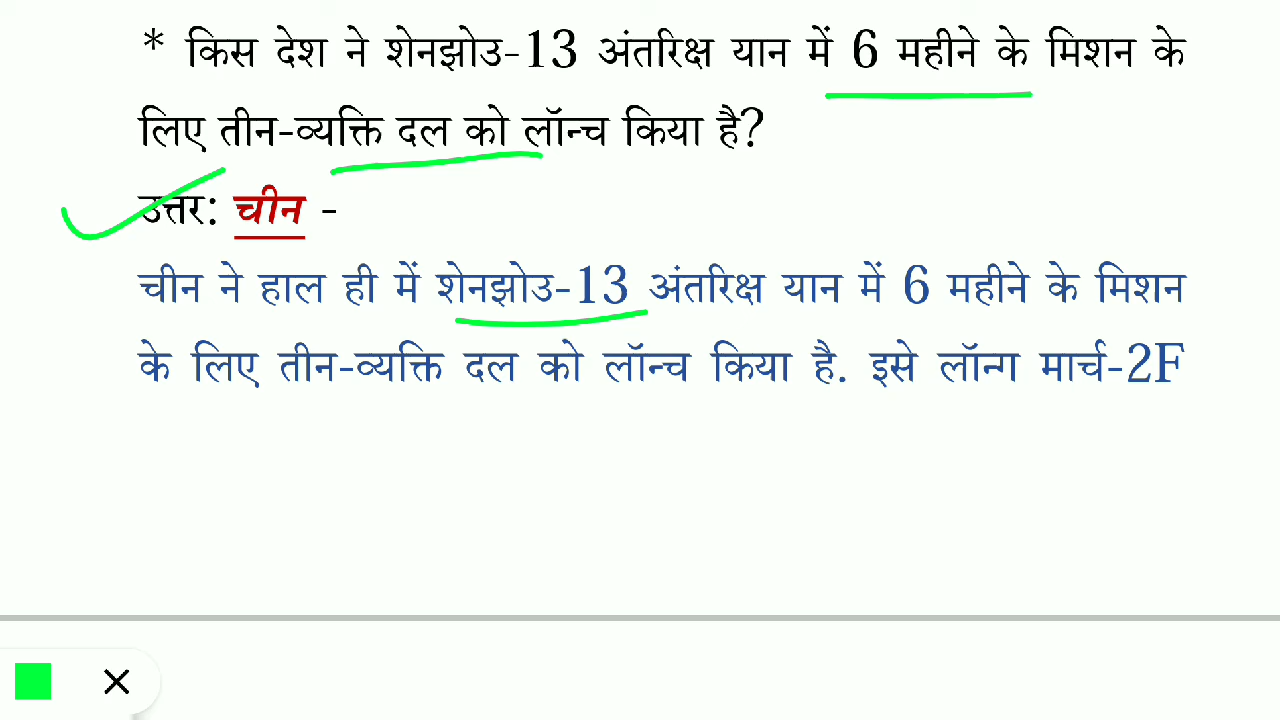 * किस देश ने शेनझोउ-13 अंतरिक्ष यान में 6 महीने के मिशन के
लिए तीन-व्यक्ति दल को लॉन्च किया है?
उत्तर: चीन -
चीन ने हाल ही में शेनझोउ-13 अंतरिक्ष यान में 6 महीने के मिशन
के लिए तीन-व्यक्ति दल को लॉन्च किया है. इसे लॉन्ग मार्च-2F